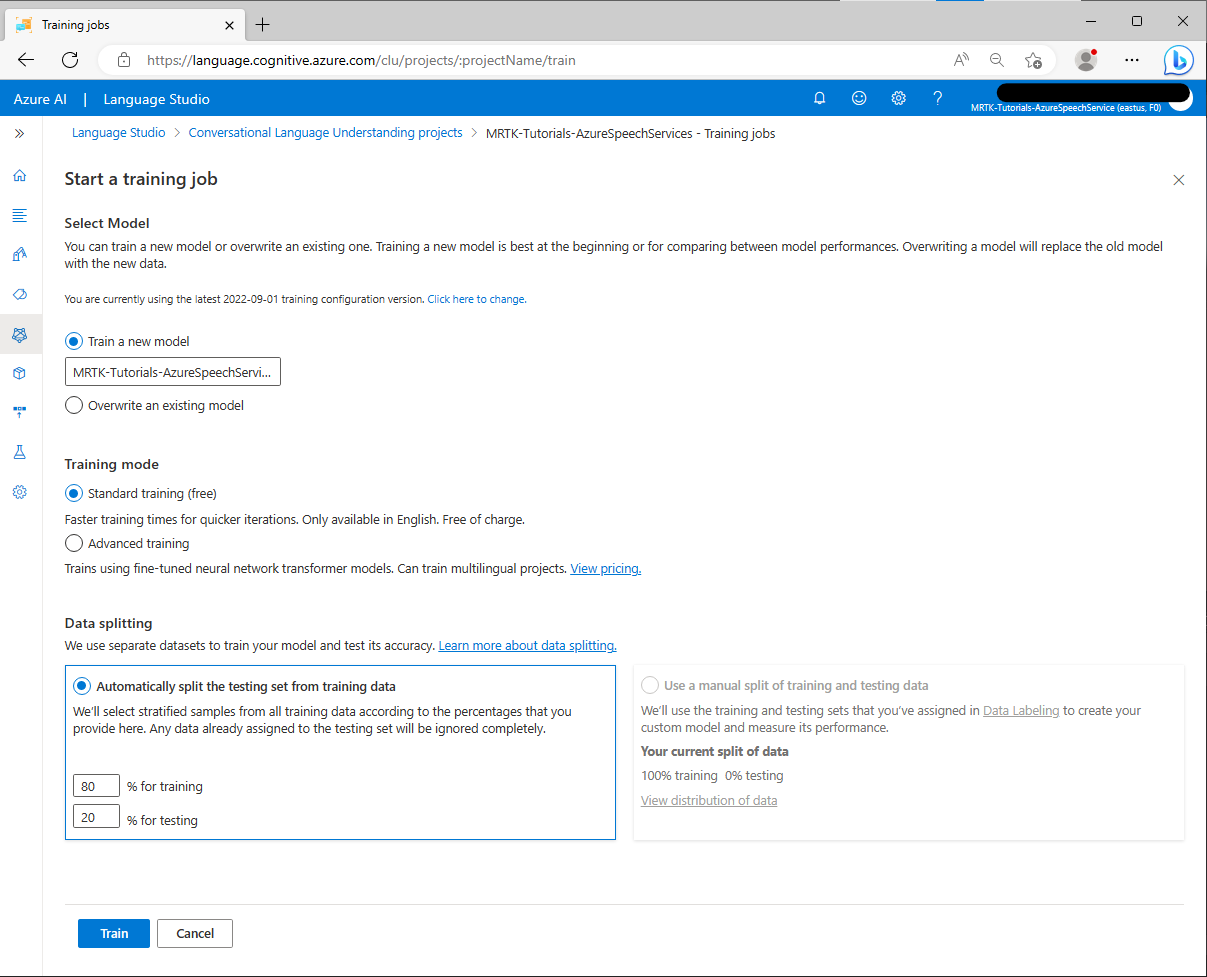 Training jobs
https://language.cognitive.azure.com/clu/projects/:projectName/train
Azure AI | Language Studio
MRTK-Tutorials-AzureSpeechService (eastus, F0)
Language Studio > Conversational Language Understanding projects > MRTK-Tutorials-AzureSpeechServices - Training jobs
Start a training job
Select Model
You can train a new model or overwrite an existing one. Training a new model is best at the beginning or for comparing between model performances. Overwriting a model will replace the old model
with the new data.
You are currently using the latest 2022-09-01 training configuration version. Click here to change.
Train a new model
MRTK-Tutorials-AzureSpeechServi...
Overwrite an existing model
Training mode
Standard training (free)
Faster training times for quicker iterations. Only available in English. Free of charge.
Advanced training
Trains using fine-tuned neural network transformer models. Can train multilingual projects. View pricing.
Data splitting
We use separate datasets to train your model and test its accuracy. Learn more about data splitting.
Automatically split the testing set from training data
We'll select stratified samples from all training data according to the percentages that you
provide here. Any data already assigned to the testing set will be ignored completely.
80 % for training
20 % for testing
Use a manual split of training and testing data
We'll use the training and testing sets that you've assigned in Data Labeling to create your
custom model and measure its performance.
Your current split of data
100% training 0% testing
View distribution of data
Train
Cancel